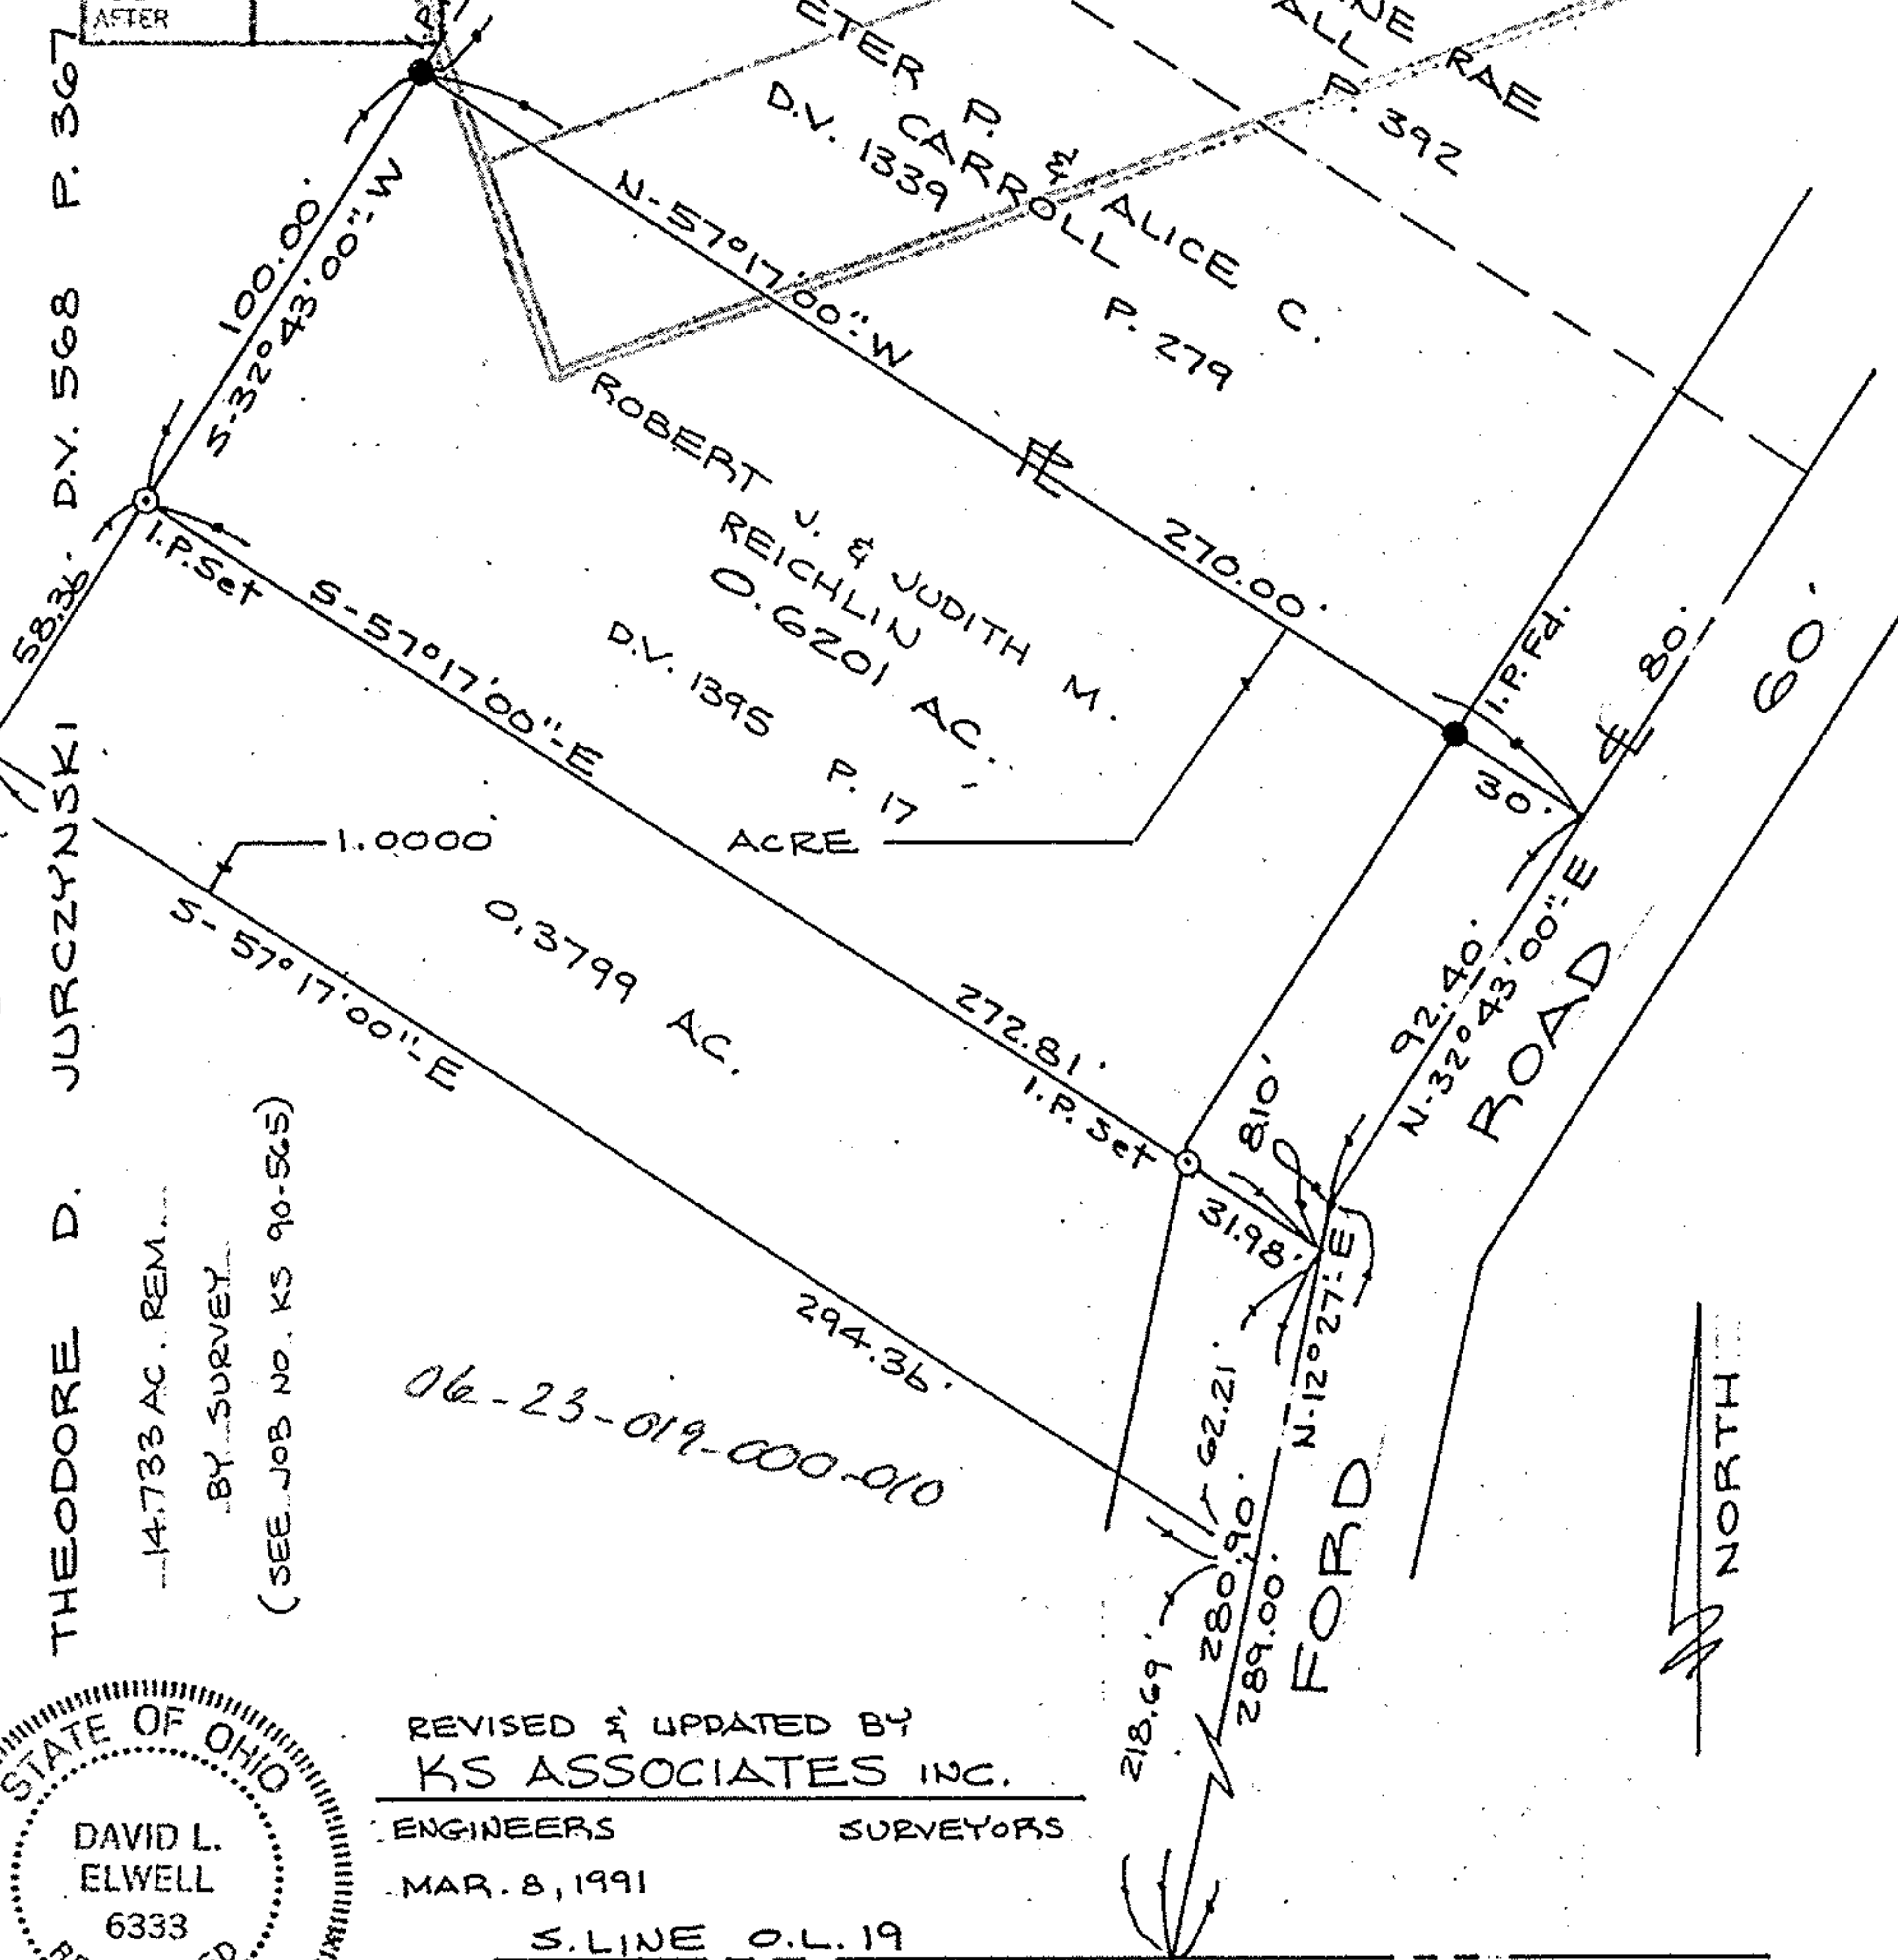 AFTER
D.V. 568 P. 367
ETER P. & ALICE C.
CARROLL
D.V. 1339 P. 279
RAE
P. 392
100.00'
S-32°43'00"-W
N-57°17'00"-W
270.00'
PL
I.P. Fd.
30'
80'
60'
I.P. Set
58.36'
ROBERT V. & JUDITH M.
REICHLIN
0.6201 AC.
D.V. 1395 P. 17
S-57°17'00"-E
272.81'
I.P. Set
1.0000 ACRE
0.3799 AC.
S-57°17'00"-E
294.36'
31.98'
8.10'
92.40'
N-32°43'00"-E
FORD ROAD
N-12°27'-E
62.21'
280.90'
289.00'
218.69'
THEODORE D. JURCZYNSKI
14.733 AC. REM.
BY SURVEY
(SEE JOB NO. KS 90-565)
06-23-019-000-010
NORTH
STATE OF OHIO
DAVID L.
ELWELL
6333
REVISED & UPDATED BY
KS ASSOCIATES INC.
ENGINEERS SURVEYORS
MAR. 8, 1991
S. LINE O.L. 19